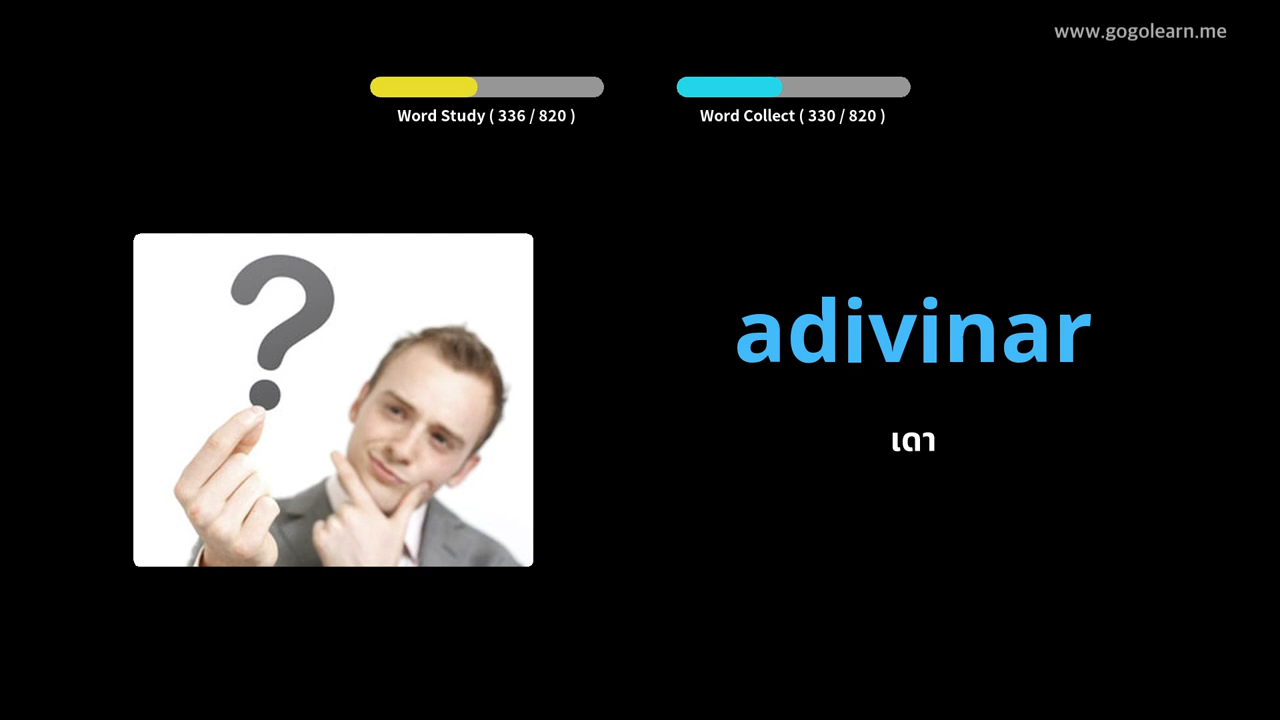 www.gogolearn.me
Word Study ( 336 / 820 )
Word Collect ( 330 / 820 )
?
adivinar
เดา